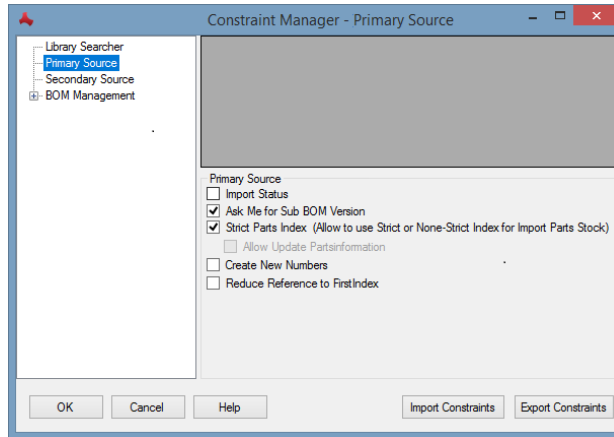 Constraint Manager - Primary Source
Library Searcher
Primary Source
Secondary Source
BOM Management
Primary Source
Import Status
Ask Me for Sub BOM Version
Strict Parts Index (Allow to use Strict or None-Strict Index for Import Parts Stock)
Allow Update Partsinformation
Create New Numbers
Reduce Reference to FirstIndex
OK
Cancel
Help
Import Constraints
Export Constraints